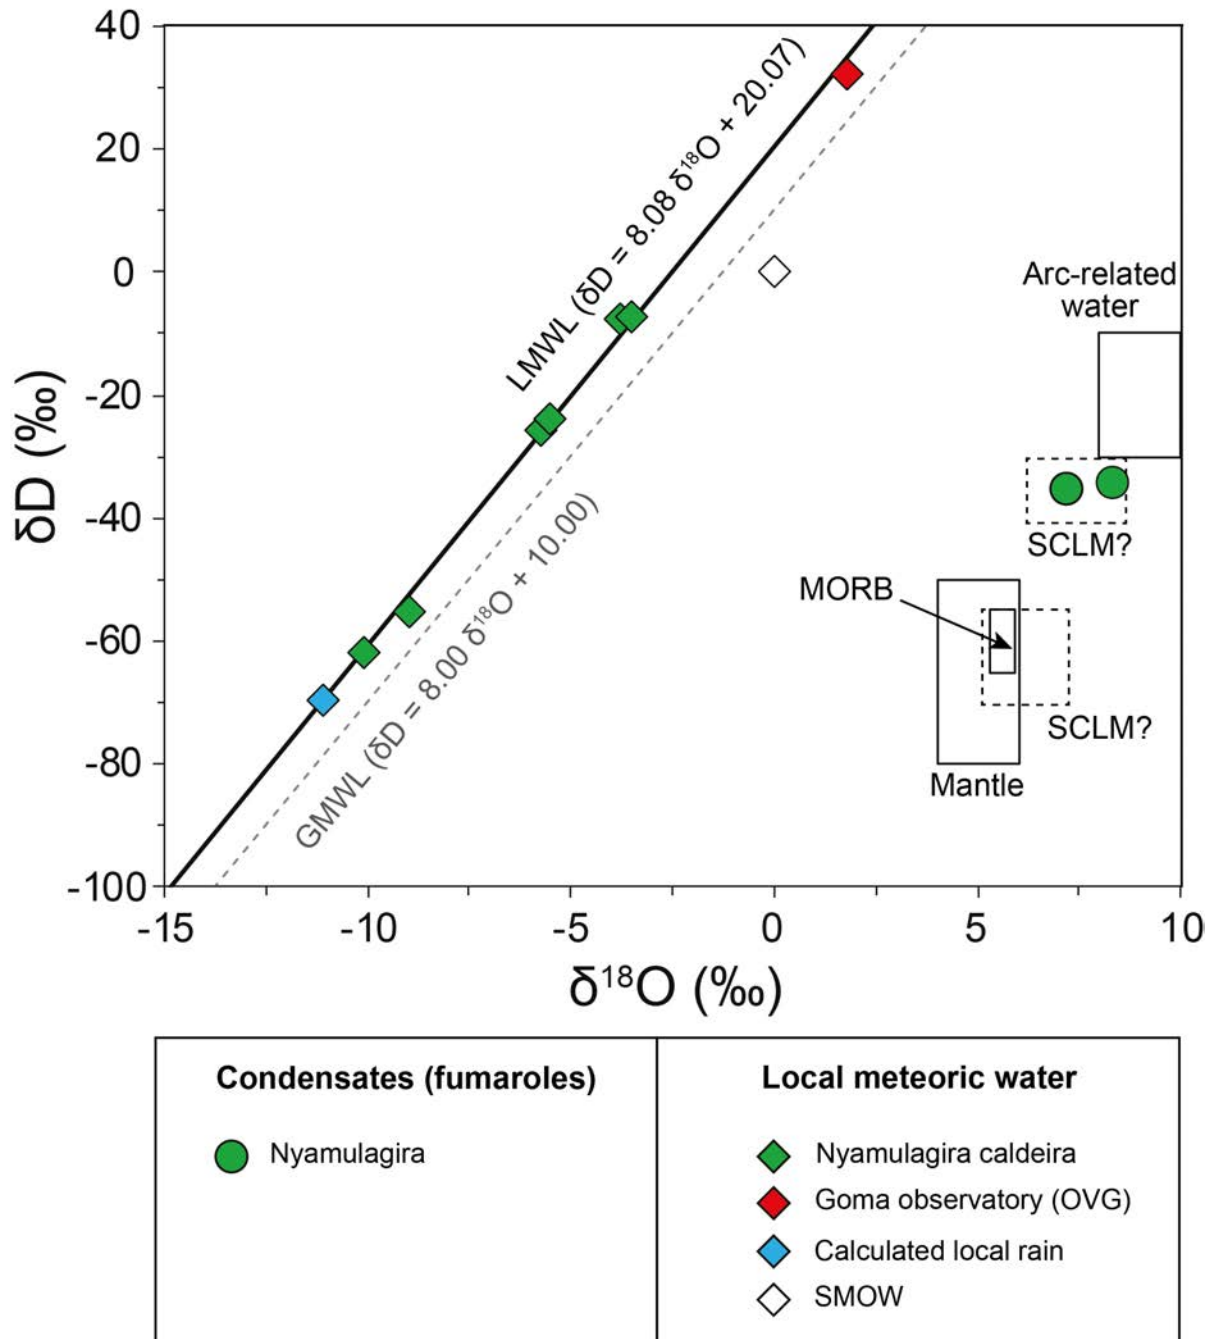 40
20
0
-20
-40
-60
-80
-100
δD (‰)
LMWL (δD = 8.08 δ¹⁸O + 20.07)
GMWL (δD = 8.00 δ¹⁸O + 10.00)
Arc-related
water
SCLM?
MORB
SCLM?
Mantle
-15 -10 -5 0 5 10
δ¹⁸O (‰)
Condensates (fumaroles)
Nyamulagira
Local meteoric water
Nyamulagira caldeira
Goma observatory (OVG)
Calculated local rain
SMOW